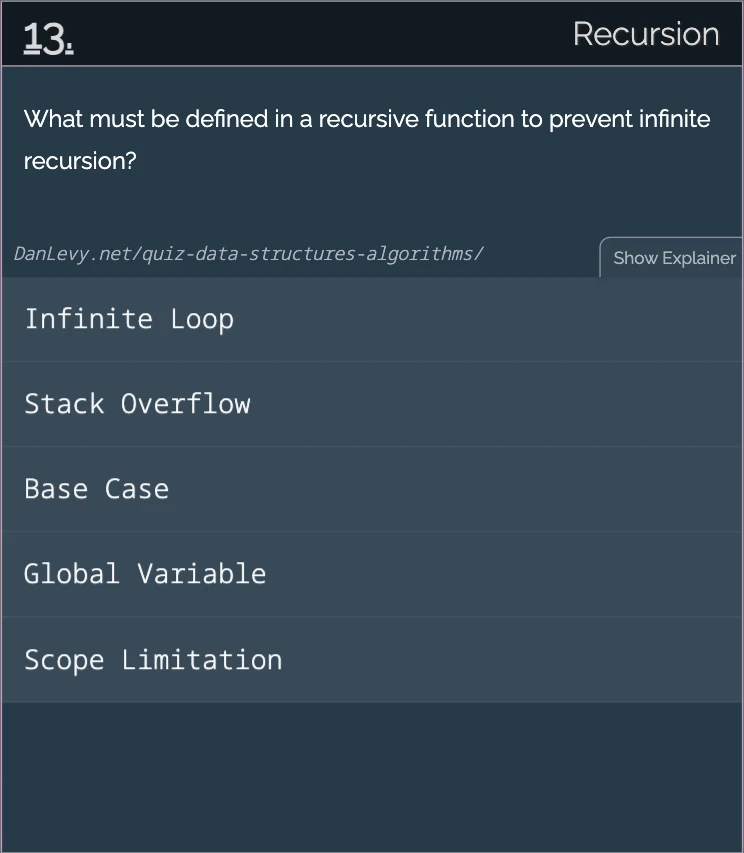 13.
Recursion
What must be defined in a recursive function to prevent infinite
recursion?
DanLevy.net/quiz-data-structures-algorithms/
Show Explainer
Infinite Loop
Stack Overflow
Base Case
Global Variable
Scope Limitation